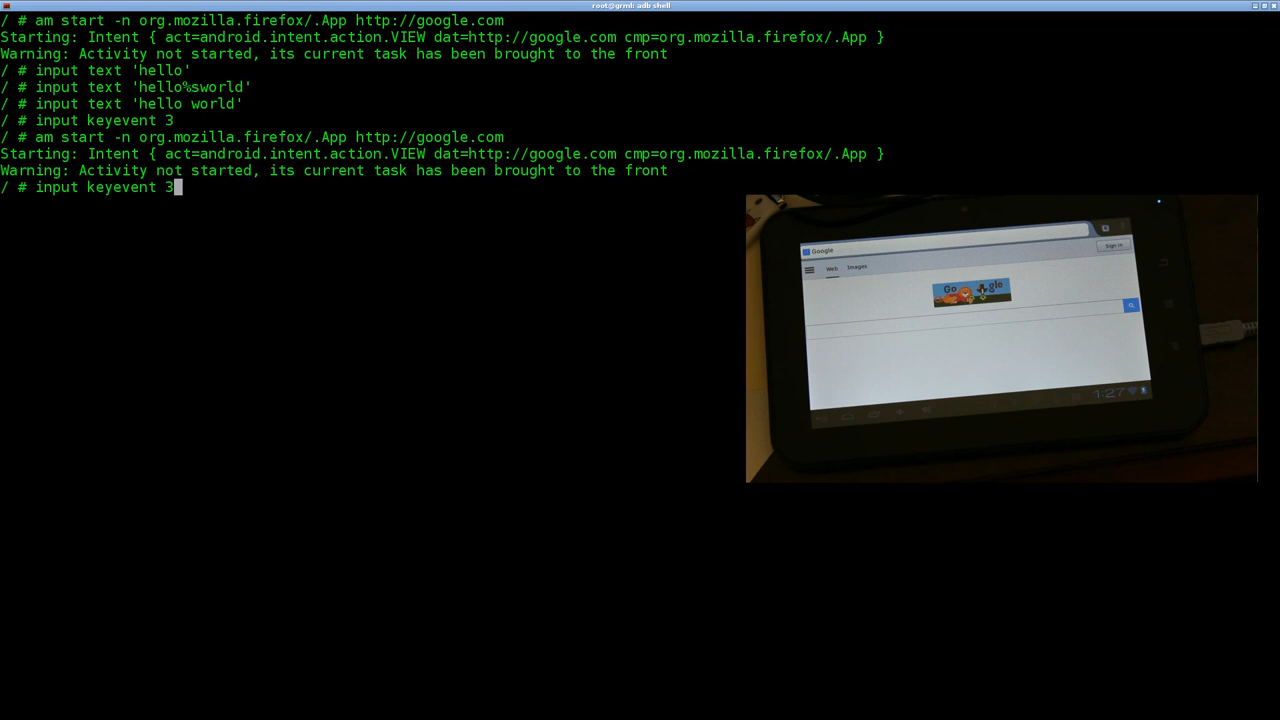 root@grml: adb shell
/ # am start -n org.mozilla.firefox/.App http://google.com
Starting: Intent { act=android.intent.action.VIEW dat=http://google.com cmp=org.mozilla.firefox/.App }
Warning: Activity not started, its current task has been brought to the front
/ # input text 'hello'
/ # input text 'hello%sworld'
/ # input text 'hello world'
/ # input keyevent 3
/ # am start -n org.mozilla.firefox/.App http://google.com
Starting: Intent { act=android.intent.action.VIEW dat=http://google.com cmp=org.mozilla.firefox/.App }
Warning: Activity not started, its current task has been brought to the front
/ # input keyevent 3
Google
Sign in
Web Images
Go gle
1:27